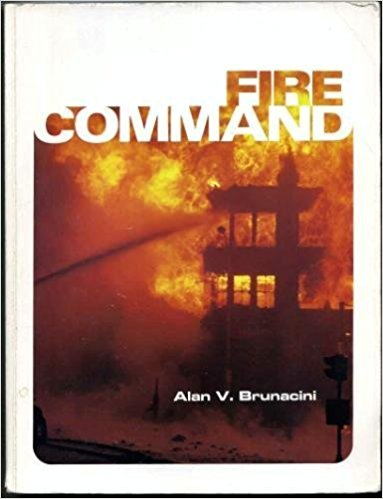 FIRE
COMMAND
Alan V. Brunacini